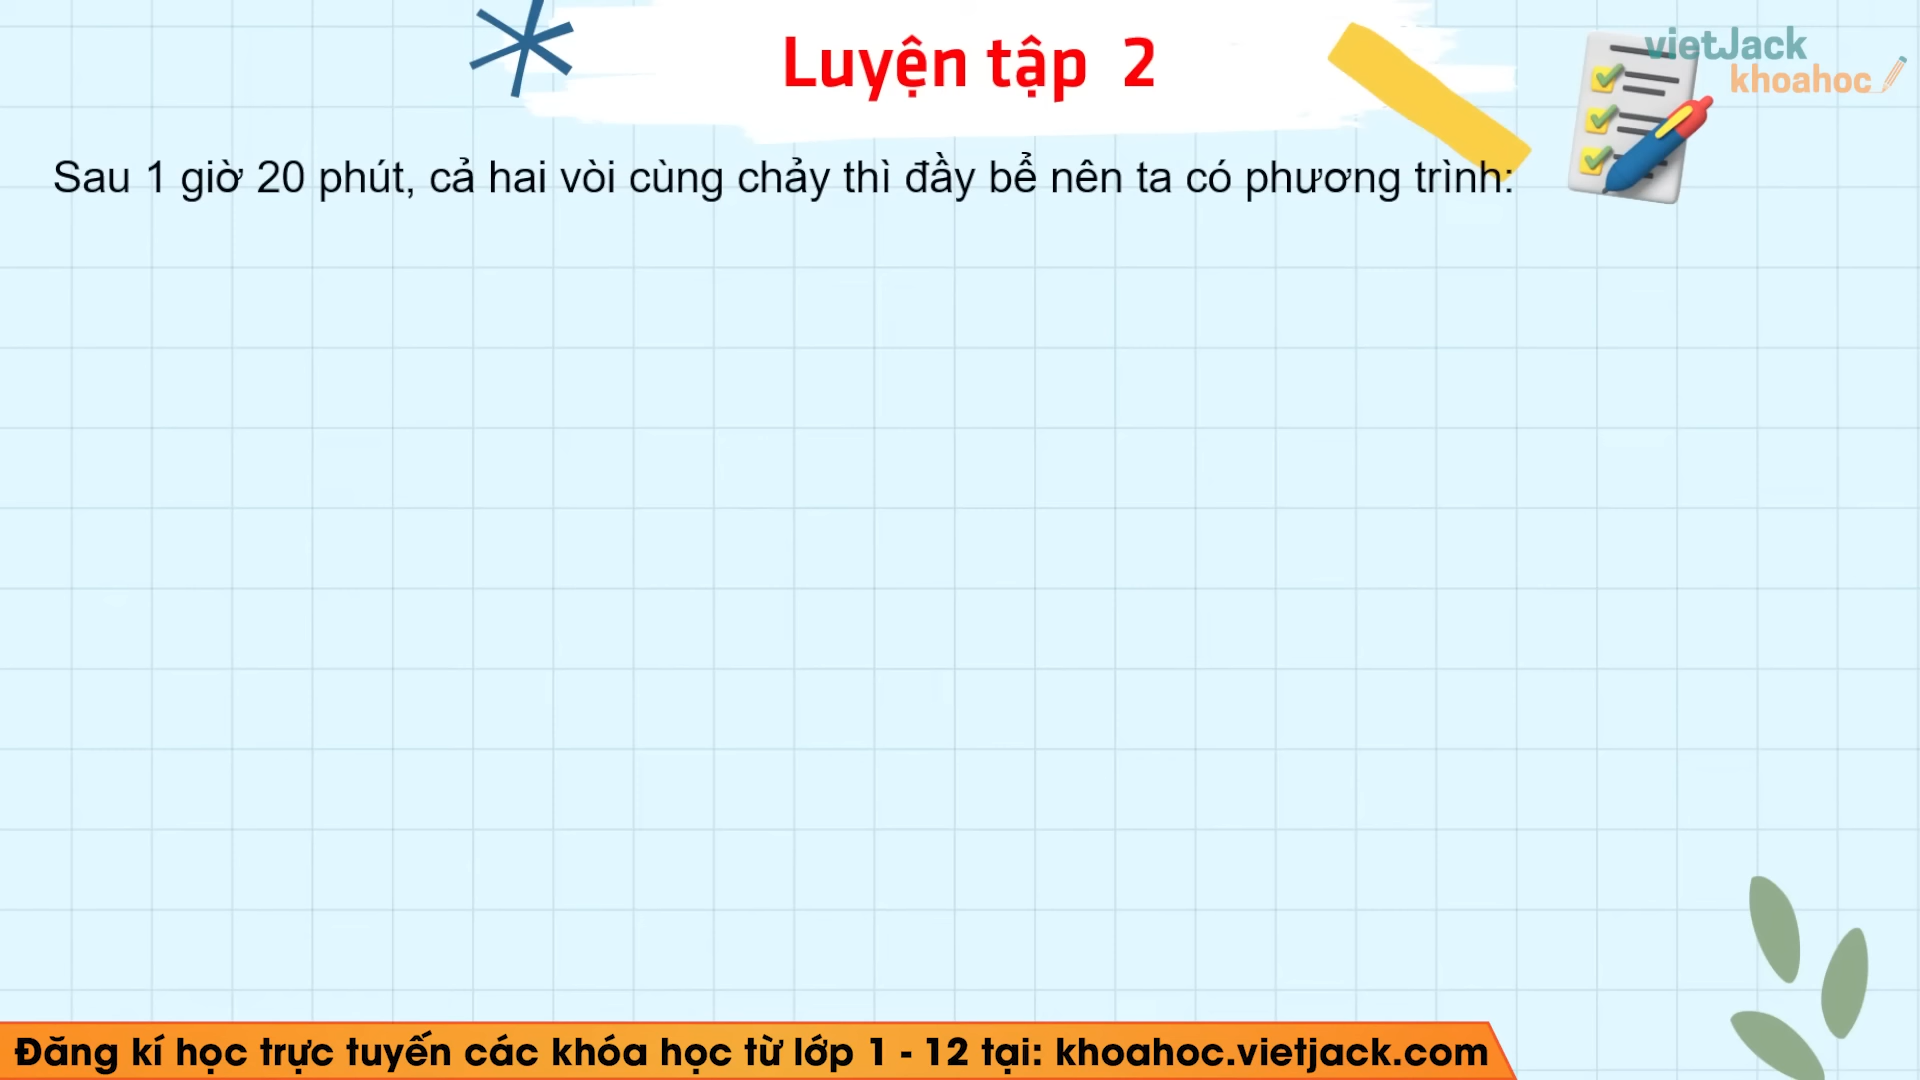 Luyện tập 2
vietJack
khoahoc
Sau 1 giờ 20 phút, cả hai vòi cùng chảy thì đầy bể nên ta có phương trình:
Đăng kí học trực tuyến các khóa học từ lớp 1 - 12 tại: khoahoc.vietjack.com